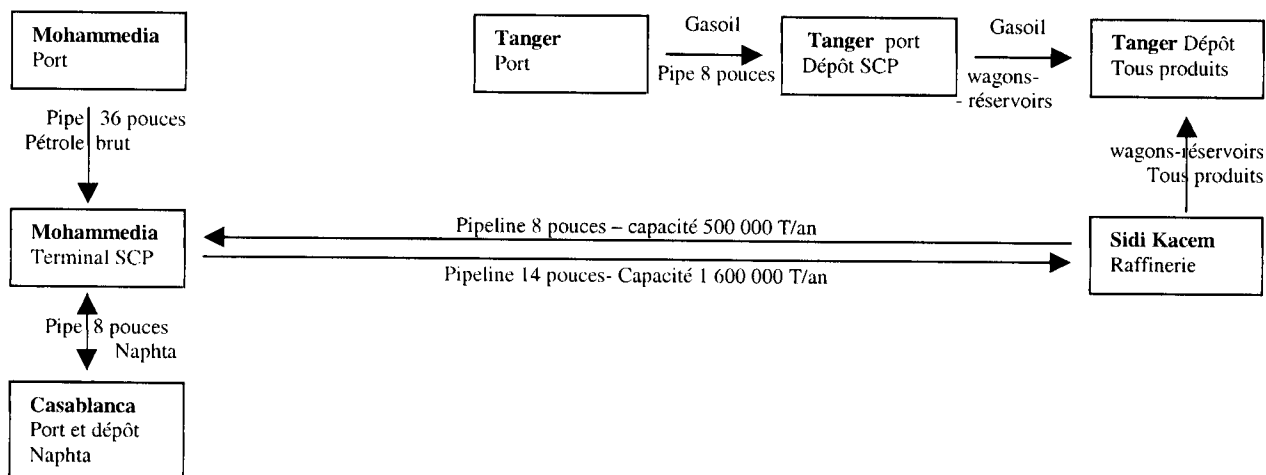 Mohammedia
Port
Pipe 36 pouces
Pétrole brut
Mohammedia
Terminal SCP
Pipe 8 pouces
Naphta
Casablanca
Port et dépôt
Naphta
Tanger
Port
Gasoil
Pipe 8 pouces
Tanger port
Dépôt SCP
Gasoil
wagons-
- réservoirs
Tanger Dépôt
Tous produits
wagons-réservoirs
Tous produits
Pipeline 8 pouces – capacité 500 000 T/an
Pipeline 14 pouces- Capacité 1 600 000 T/an
Sidi Kacem
Raffinerie